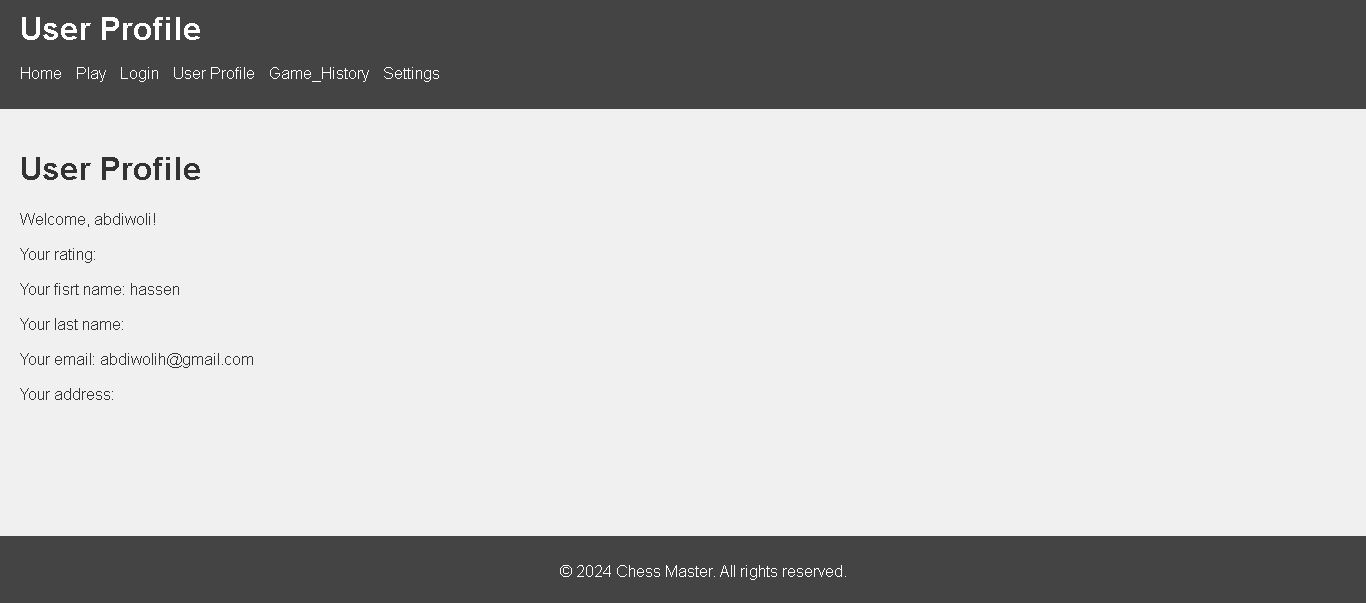 User Profile
Home Play Login User Profile Game_History Settings
User Profile
Welcome, abdiwoli!
Your rating:
Your fisrt name: hassen
Your last name:
Your email: abdiwolih@gmail.com
Your address:
© 2024 Chess Master. All rights reserved.